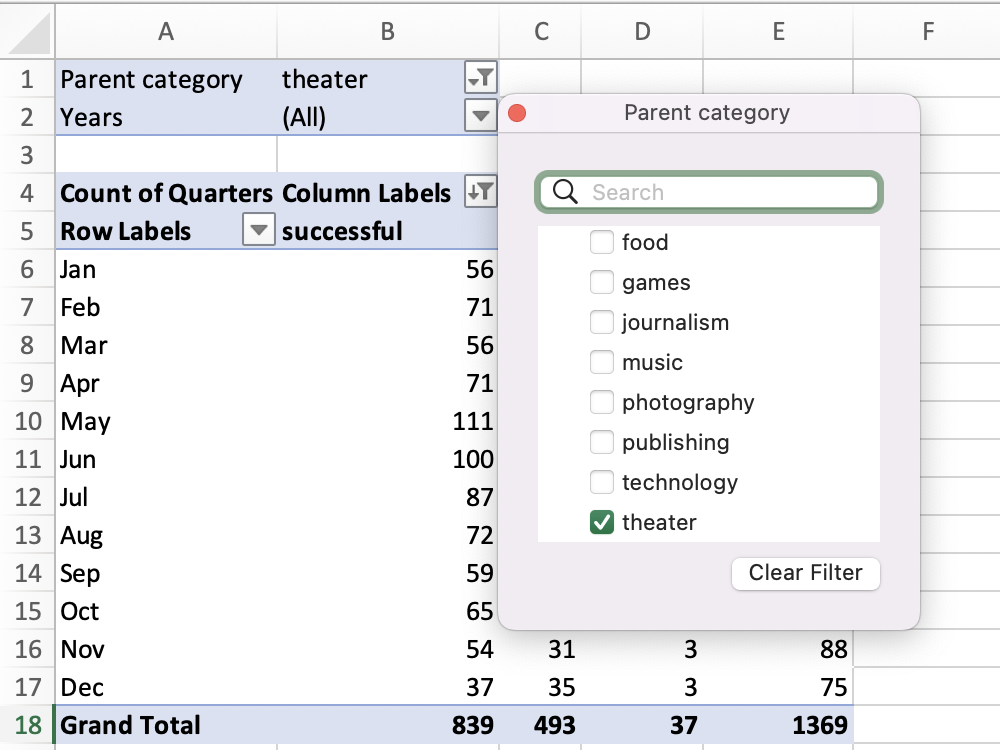 A B C D E F
1 Parent category theater
2 Years (All)
Parent category
3
Search
4 Count of Quarters Column Labels
5 Row Labels successful
food
6 Jan 56
games
7 Feb 71
journalism
8 Mar 56
music
9 Apr 71
photography
10 May 111
publishing
11 Jun 100
technology
12 Jul 87
theater
13 Aug 72
Clear Filter
14 Sep 59
15 Oct 65
16 Nov 54 31 3 88
17 Dec 37 35 3 75
18 Grand Total 839 493 37 1369